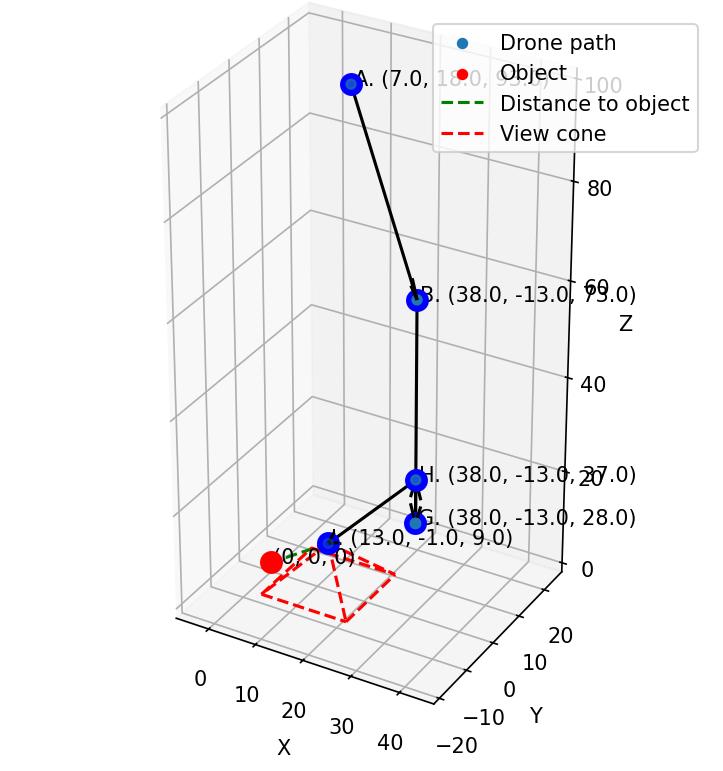 Drone path
Object
Distance to object
View cone
A. (7.0, 18.0, 95.0)
100
80
B. (38.0, -13.0, 73.0)
60
Z
40
H. (38.0, -13.0, 37.0)
20
G. (38.0, -13.0, 28.0)
(13.0, -1.0, 9.0)
(0, 0, 0)
0
20
10
0
−10
−20
Y
0
10
20
30
40
X